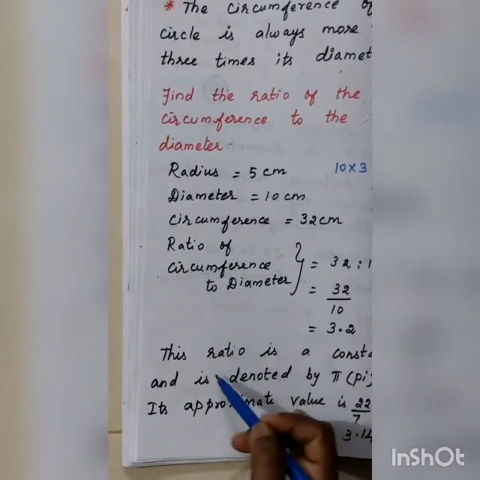 * The circumference of
circle is always more
three times its diamet
Find the ratio of the
circumference to the
diameter
Radius = 5 cm
10 x 3
Diameter = 10 cm
Circumference = 32 cm
Ratio of
circumference
to Diameter } = 32 : 1
= 32/10
= 3.2
This ratio is a consta
and is denoted by π (pi)
Its approximate value is 22/7
3.14
InShOt